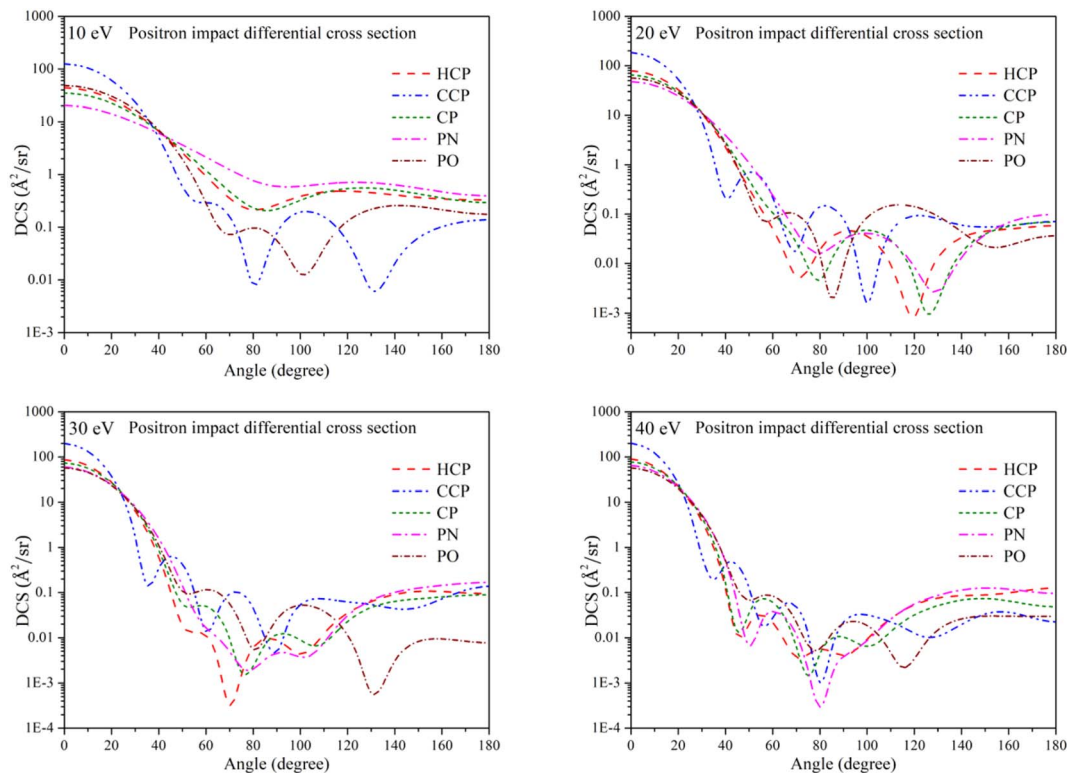 10 eV Positron impact differential cross section
1000
100
10
1
0.1
0.01
1E-3
DCS (Å²/sr)
HCP
CCP
CP
PN
PO
0 20 40 60 80 100 120 140 160 180
Angle (degree)
20 eV Positron impact differential cross section
1000
100
10
1
0.1
0.01
1E-3
DCS (Å²/sr)
HCP
CCP
CP
PN
PO
0 20 40 60 80 100 120 140 160 180
Angle (degree)
30 eV Positron impact differential cross section
1000
100
10
1
0.1
0.01
1E-3
1E-4
DCS (Å²/sr)
HCP
CCP
CP
PN
PO
0 20 40 60 80 100 120 140 160 180
Angle (degree)
40 eV Positron impact differential cross section
1000
100
10
1
0.1
0.01
1E-3
1E-4
DCS (Å²/sr)
HCP
CCP
CP
PN
PO
0 20 40 60 80 100 120 140 160 180
Angle (degree)